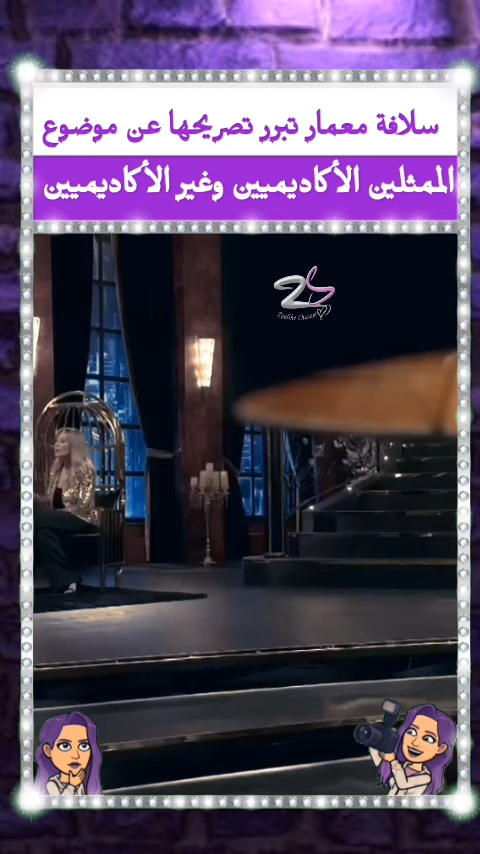 سلافة معمار تبرر تصريحها عن موضوع
الممثلين الأكاديميين وغير الأكاديميين